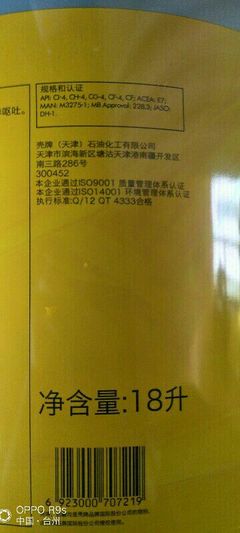 呕吐。
规格和认证
API: CI-4, CH-4, CG-4, CF-4, CF; ACEA: E7;
MAN: M3275-1; MB Approval: 228.3; JASO:
DH-1.
壳牌（天津）石油化工有限公司
天津市滨海新区塘沽天津港南疆开发区
南三路286号
300452
本企业通过ISO9001 质量管理体系认证
本企业通过ISO14001 环境管理体系认证
执行标准:Q/12 QT 4333合格
净含量:18升
6 923000 707219
OPPO R9s
中国·台州